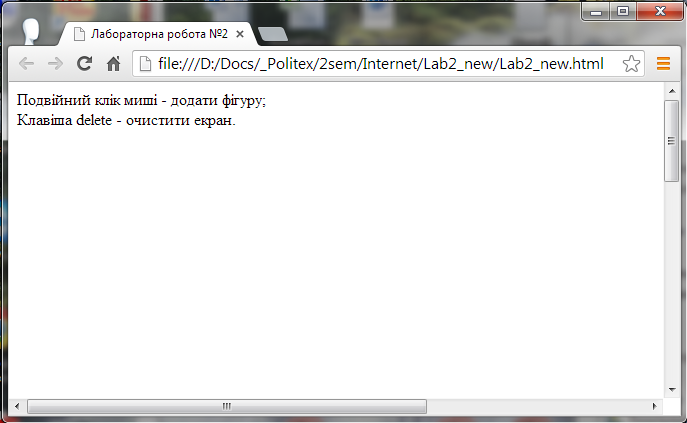 Лабораторна робота №2
file:///D:/Docs/_Politex/2sem/Internet/Lab2_new/Lab2_new.html
Подвійний клік миші - додати фігуру;
Клавіша delete - очистити екран.